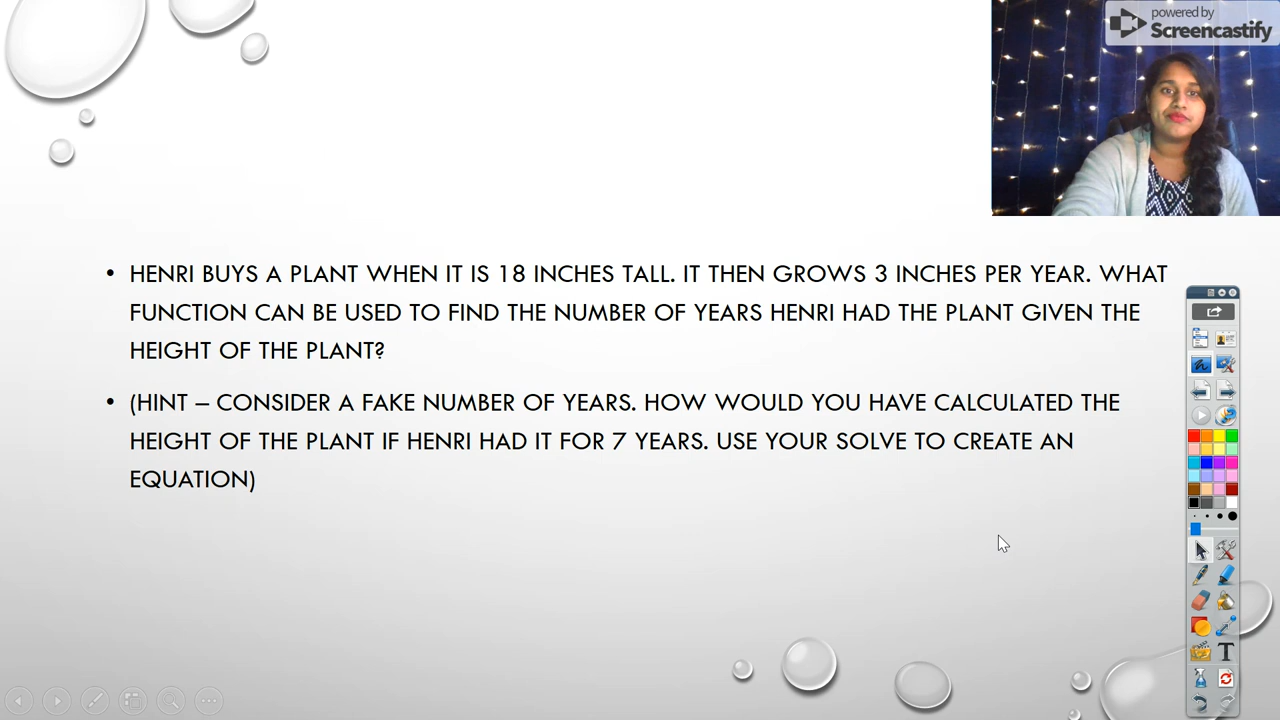 powered by
Screencastify
• HENRI BUYS A PLANT WHEN IT IS 18 INCHES TALL. IT THEN GROWS 3 INCHES PER YEAR. WHAT
FUNCTION CAN BE USED TO FIND THE NUMBER OF YEARS HENRI HAD THE PLANT GIVEN THE
HEIGHT OF THE PLANT?
• (HINT – CONSIDER A FAKE NUMBER OF YEARS. HOW WOULD YOU HAVE CALCULATED THE
HEIGHT OF THE PLANT IF HENRI HAD IT FOR 7 YEARS. USE YOUR SOLVE TO CREATE AN
EQUATION)
T